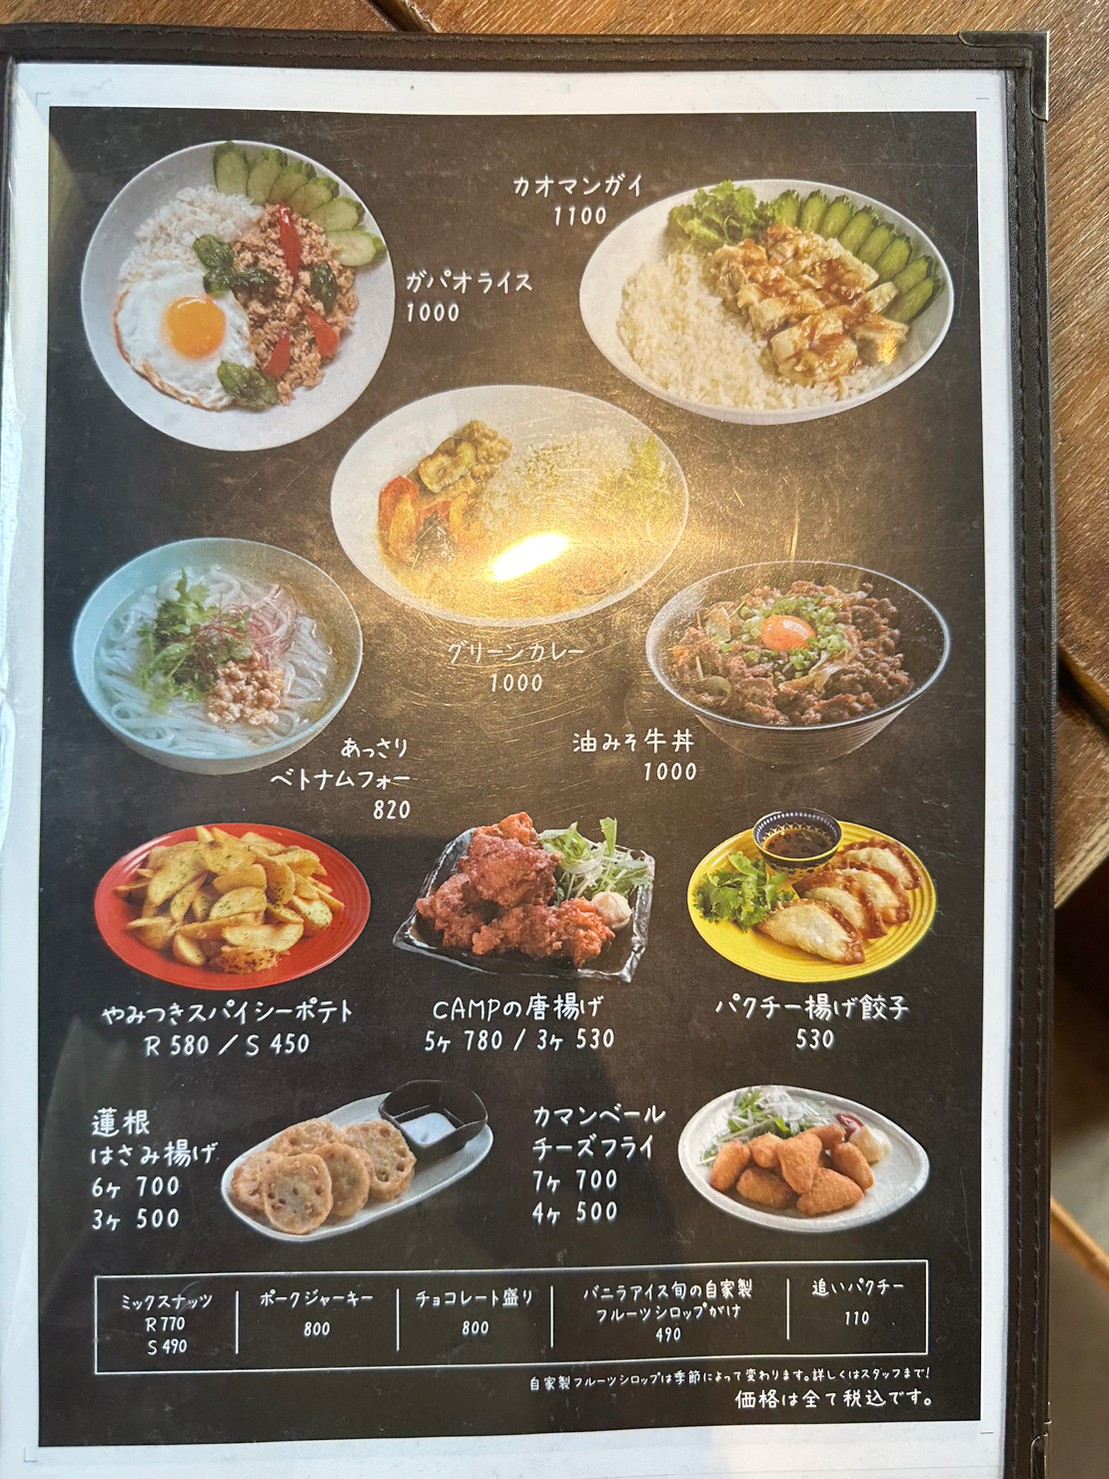 カオマンガイ
1100
ガパオライス
1000
グリーンカレー
1000
あっさり
ベトナムフォー
820
油みそ牛丼
1000
やみつきスパイシーポテト
R 580 / S 450
CAMPの唐揚げ
5ヶ 780 / 3ヶ 530
パクチー揚げ餃子
530
蓮根
はさみ揚げ
6ヶ 700
3ヶ 500
カマンベール
チーズフライ
7ヶ 700
4ヶ 500
ミックスナッツ
R 770
S 490
ポークジャーキー
800
チョコレート盛り
800
バニラアイス旬の自家製
フルーツシロップがけ
490
追いパクチー
110
自家製フルーツシロップは季節によって変わります。詳しくはスタッフまで!
価格は全て税込です。